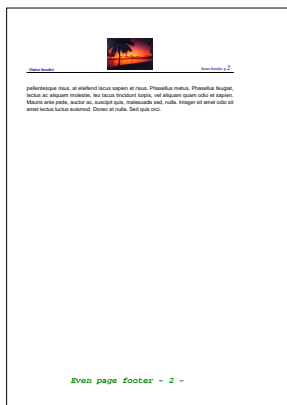 Outer header
Inner header p 2
pellentesque risus, at eleifend lacus sapien et risus. Phasellus metus. Phasellus feugiat,
lectus ac aliquam molestie, leo lacus tincidunt turpis, vel aliquam quam odio et sapien.
Mauris ante pede, auctor ac, suscipit quis, malesuada sed, nulla. Integer sit amet odio sit
amet lectus luctus euismod. Donec et nulla. Sed quis orci.
Even page footer - 2 -